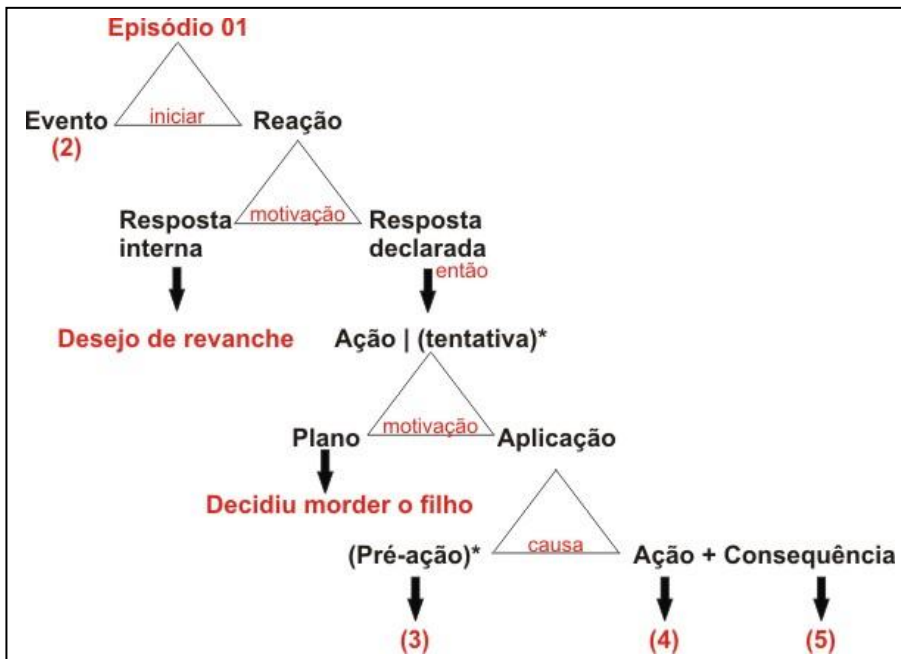 Episódio 01
Evento iniciar Reação
(2)
Resposta interna motivação Resposta declarada
então
Desejo de revanche Ação | (tentativa)*
Plano motivação Aplicação
Decidiu morder o filho
(Pré-ação)* causa Ação + Consequência
(3) (4) (5)